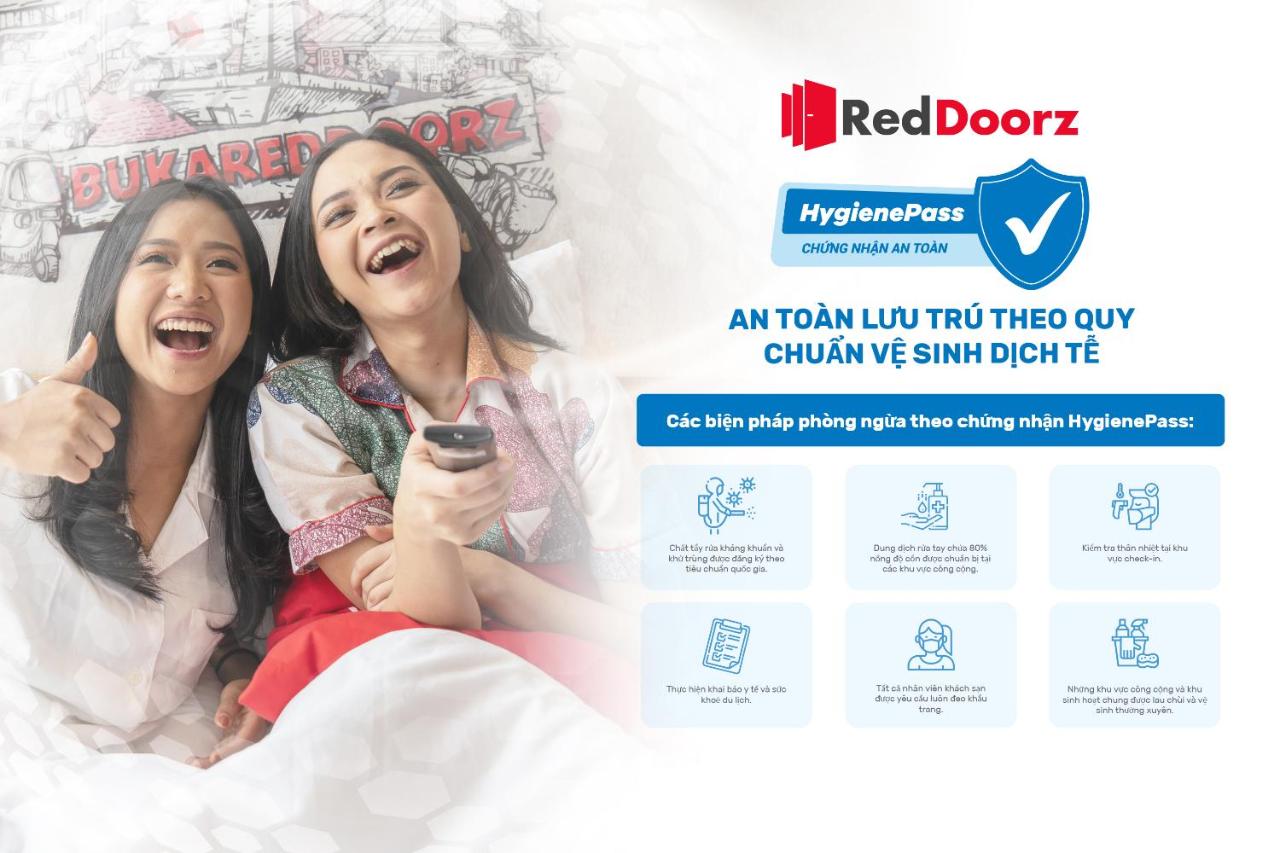 #BUKAREDDOORZ
RedDoorz
HygienePass
CHỨNG NHẬN AN TOÀN
AN TOÀN LƯU TRÚ THEO QUY
CHUẨN VỆ SINH DỊCH TỄ
Các biện pháp phòng ngừa theo chứng nhận HygienePass:
Chất tẩy rửa kháng khuẩn và
khử trùng được đăng ký theo
tiêu chuẩn quốc gia.
Dung dịch rửa tay chứa 80%
nồng độ cồn được chuẩn bị tại
các khu vực công cộng.
Kiểm tra thân nhiệt tại khu
vực check-in.
Thực hiện khai báo y tế và sức
khoẻ du lịch.
Tất cả nhân viên khách sạn
được yêu cầu luôn đeo khẩu
trang.
Những khu vực công cộng và khu
sinh hoạt chung được lau chùi và vệ
sinh thường xuyên.